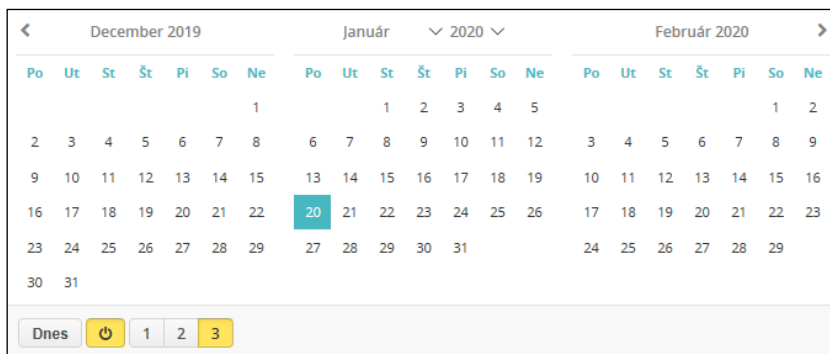 December 2019 Január 2020 Február 2020
Po Ut St Št Pi So Ne Po Ut St Št Pi So Ne Po Ut St Št Pi So Ne
1 1 2 3 4 5 1 2
2 3 4 5 6 7 8 6 7 8 9 10 11 12 3 4 5 6 7 8 9
9 10 11 12 13 14 15 13 14 15 16 17 18 19 10 11 12 13 14 15 16
16 17 18 19 20 21 22 20 21 22 23 24 25 26 17 18 19 20 21 22 23
23 24 25 26 27 28 29 27 28 29 30 31 24 25 26 27 28 29
30 31
Dnes 1 2 3